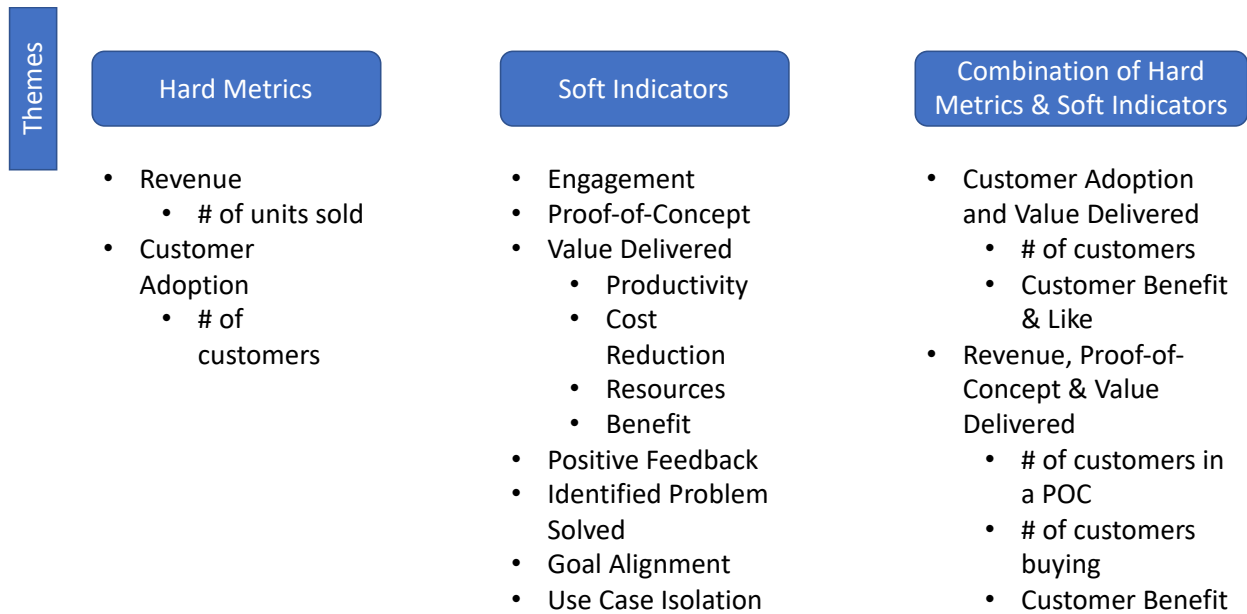 Themes
Hard Metrics
• Revenue
• # of units sold
• Customer
Adoption
• # of
customers
Soft Indicators
• Engagement
• Proof-of-Concept
• Value Delivered
• Productivity
• Cost
Reduction
• Resources
• Benefit
• Positive Feedback
• Identified Problem
Solved
• Goal Alignment
• Use Case Isolation
Combination of Hard
Metrics & Soft Indicators
• Customer Adoption
and Value Delivered
• # of customers
• Customer Benefit
& Like
• Revenue, Proof-of-
Concept & Value
Delivered
• # of customers in
a POC
• # of customers
buying
• Customer Benefit